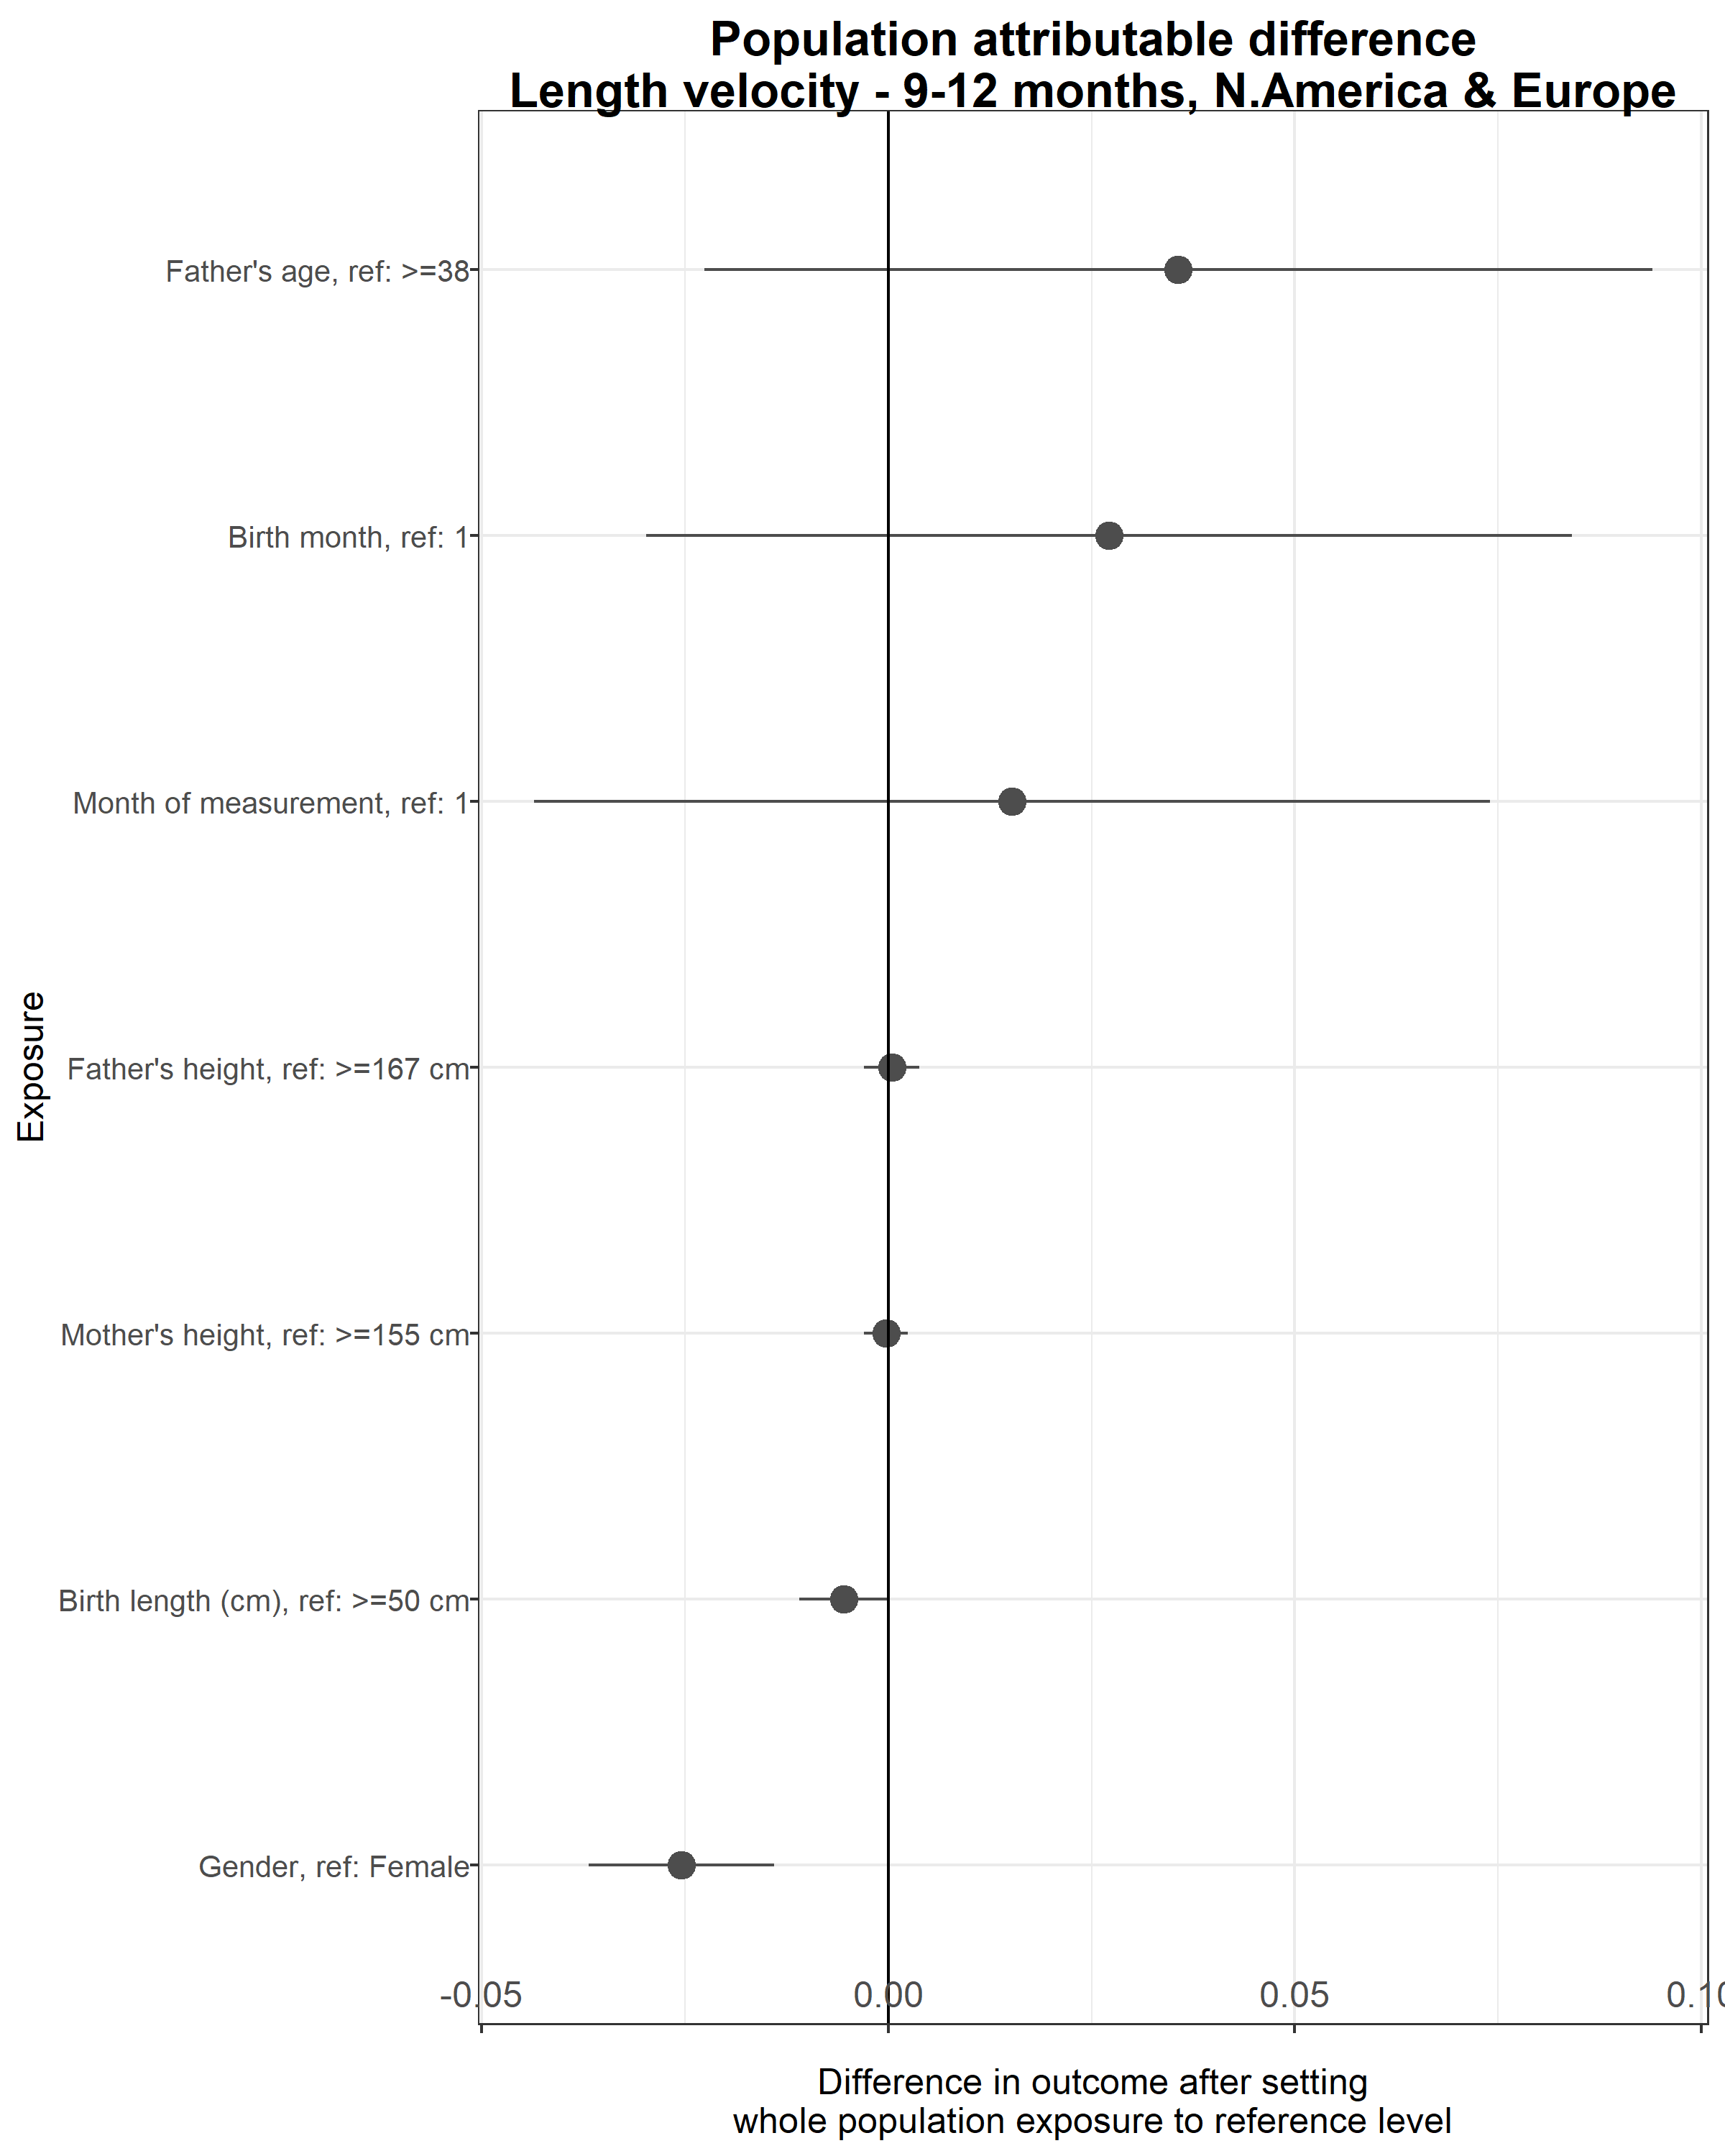 Population attributable difference
Length velocity - 9-12 months, N.America & Europe
Father's age, ref: >=38
Birth month, ref: 1
Month of measurement, ref: 1
Father's height, ref: >=167 cm
Mother's height, ref: >=155 cm
Birth length (cm), ref: >=50 cm
Gender, ref: Female
Exposure
-0.05 0.00 0.05 0.10
Difference in outcome after setting
whole population exposure to reference level